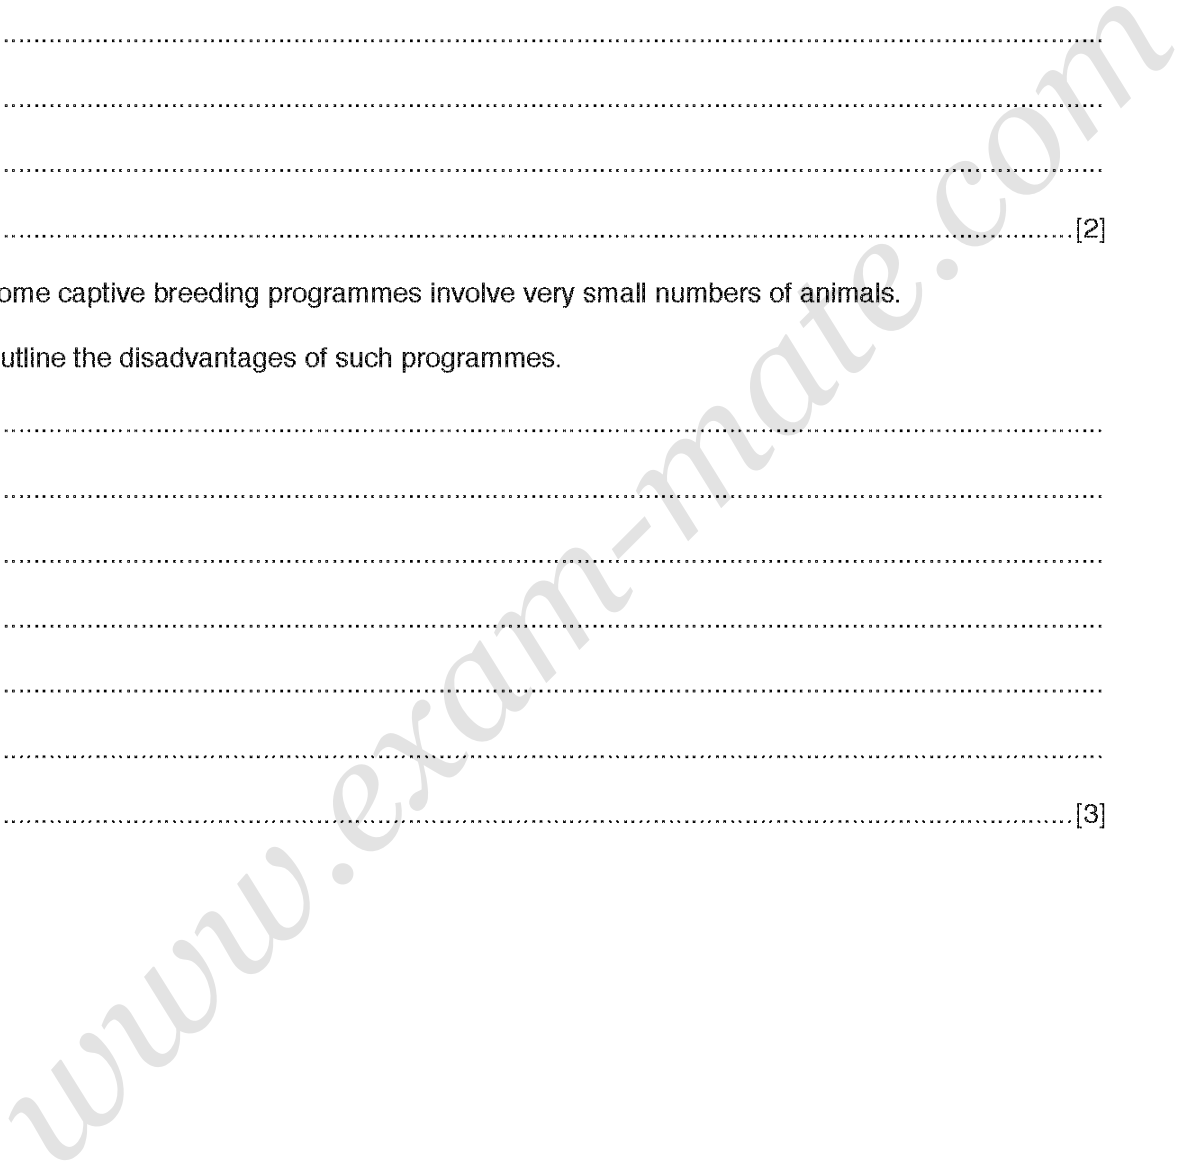 [2]
ome captive breeding programmes involve very small numbers of animals.
utline the disadvantages of such programmes.
[3]
www.exam-mate.com